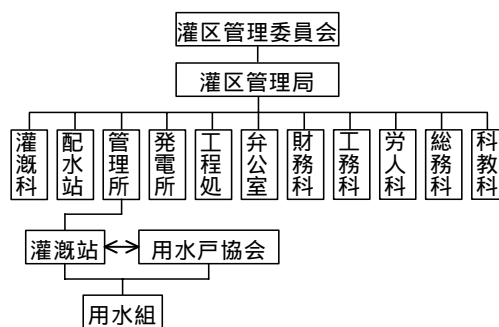 灌区管理委員会
灌区管理局
灌漑科
配水站
管理所
発電所
工程処
弁公室
財務科
工務科
労人科
総務科
科教科
灌漑站
用水戸協会
用水組